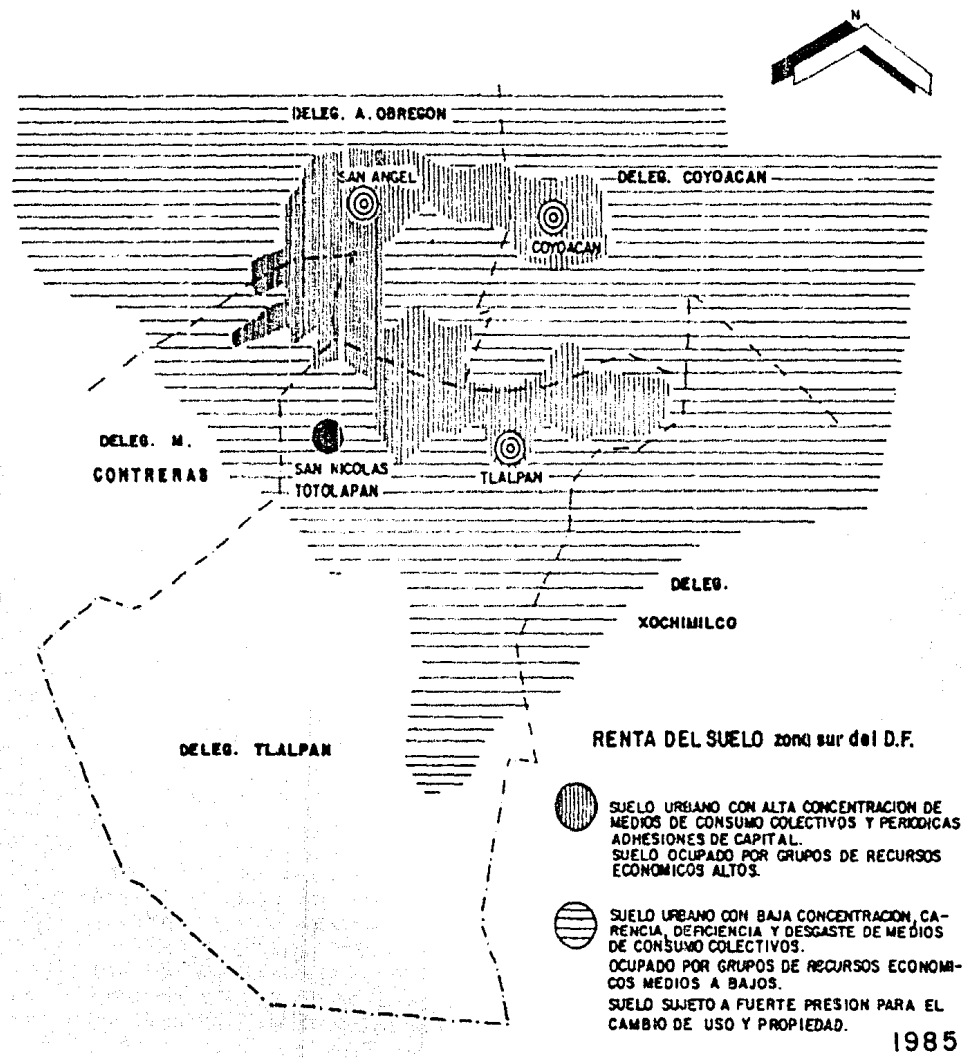 N
DELEG. A. OBREGON
SAN ANGEL
DELEG. COYOACAN
COYOACAN
DELEG. M.
CONTRERAS
SAN NICOLAS
TOTOLAPAN
TLALPAN
DELEG.
XOCHIMILCO
DELEG. TLALPAN
RENTA DEL SUELO zona sur del D.F.
SUELO URBANO CON ALTA CONCENTRACION DE
MEDIOS DE CONSUMO COLECTIVOS Y PERIODICAS
ADHESIONES DE CAPITAL.
SUELO OCUPADO POR GRUPOS DE RECURSOS
ECONOMICOS ALTOS.
SUELO URBANO CON BAJA CONCENTRACION, CA-
RENCIA, DEFICIENCIA Y DESGASTE DE MEDIOS
DE CONSUMO COLECTIVOS.
OCUPADO POR GRUPOS DE RECURSOS ECONOMI-
COS MEDIOS A BAJOS.
SUELO SUJETO A FUERTE PRESION PARA EL
CAMBIO DE USO Y PROPIEDAD.
1985